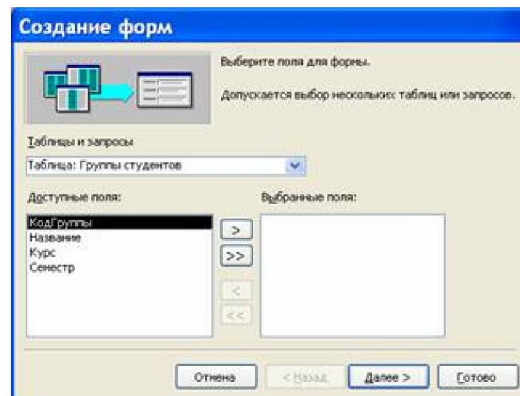 Создание форм
Выберите поля для формы.
Допускается выбор нескольких таблиц или запросов.
Таблицы и запросы
Таблица: Группы студентов
Доступные поля:
Выбранные поля:
КодГруппы
Название
Курс
Семестр
>
>>
<
<<
Отмена
< Назад
Далее >
Готово